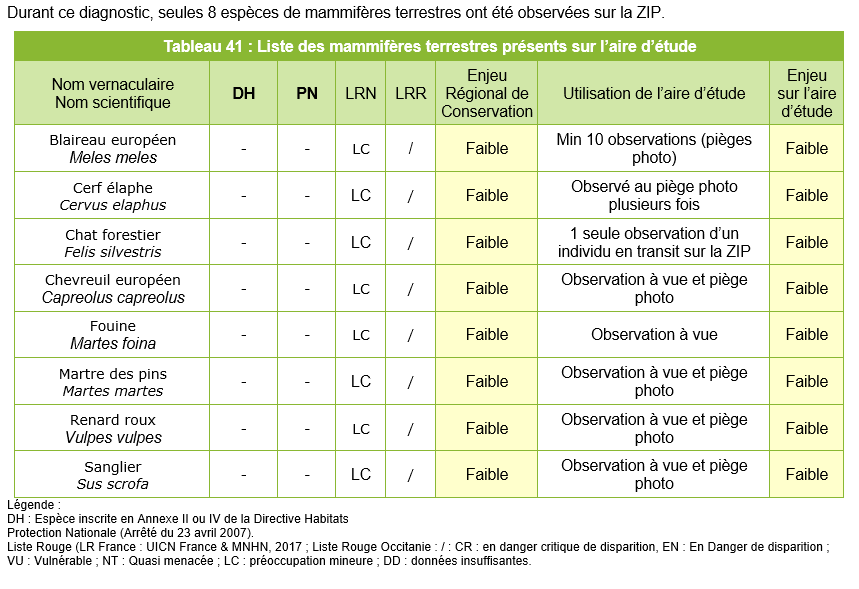 Durant ce diagnostic, seules 8 espèces de mammifères terrestres ont été observées sur la ZIP.
Tableau 41 : Liste des mammifères terrestres présents sur l'aire d'étude
Nom vernaculaire
Nom scientifique
DH
PN
LRN
LRR
Enjeu
Régional de
Conservation
Utilisation de l'aire d'étude
Enjeu
sur l'aire
d'étude
Blaireau européen
Meles meles
-
-
LC
/
Faible
Min 10 observations (pièges
photo)
Faible
Cerf élaphe
Cervus elaphus
-
-
LC
/
Faible
Observé au piège photo
plusieurs fois
Faible
Chat forestier
Felis silvestris
-
-
LC
/
Faible
1 seule observation d'un
individu en transit sur la ZIP
Faible
Chevreuil européen
Capreolus capreolus
-
-
LC
/
Faible
Observation à vue et piège
photo
Faible
Fouine
Martes foina
-
-
LC
/
Faible
Observation à vue
Faible
Martre des pins
Martes martes
-
-
LC
/
Faible
Observation à vue et piège
photo
Faible
Renard roux
Vulpes vulpes
-
-
LC
/
Faible
Observation à vue et piège
photo
Faible
Sanglier
Sus scrofa
-
-
LC
/
Faible
Observation à vue et piège
photo
Faible
Légende :
DH : Espèce inscrite en Annexe II ou IV de la Directive Habitats
Protection Nationale (Arrêté du 23 avril 2007).
Liste Rouge (LR France : UICN France & MNHN, 2017 ; Liste Rouge Occitanie : / : CR : en danger critique de disparition, EN : En Danger de disparition ;
VU : Vulnérable ; NT : Quasi menacée ; LC : préoccupation mineure ; DD : données insuffisantes.